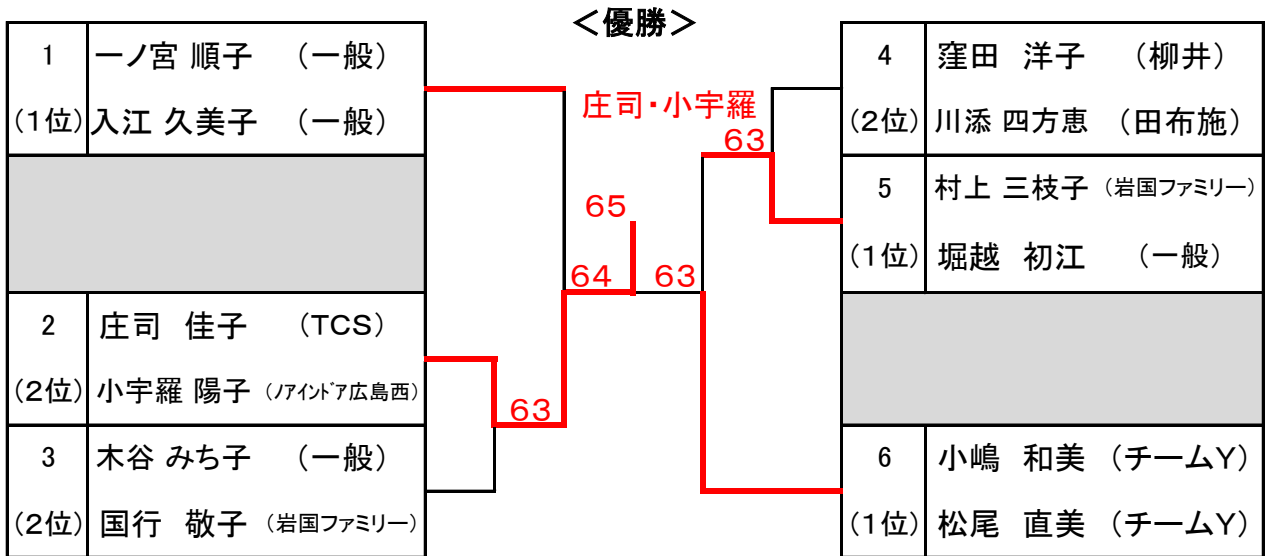 <優勝>
庄司・小宇羅
1 一ノ宮 順子 (一般)
(1位) 入江 久美子 (一般)
2 庄司 佳子 (TCS)
(2位) 小宇羅 陽子 (ノアインドア広島西)
3 木谷 みち子 (一般)
(2位) 国行 敬子 (岩国ファミリー)
63
64
65
63
63
4 窪田 洋子 (柳井)
(2位) 川添 四方恵 (田布施)
5 村上 三枝子 (岩国ファミリー)
(1位) 堀越 初江 (一般)
6 小嶋 和美 (チームY)
(1位) 松尾 直美 (チームY)